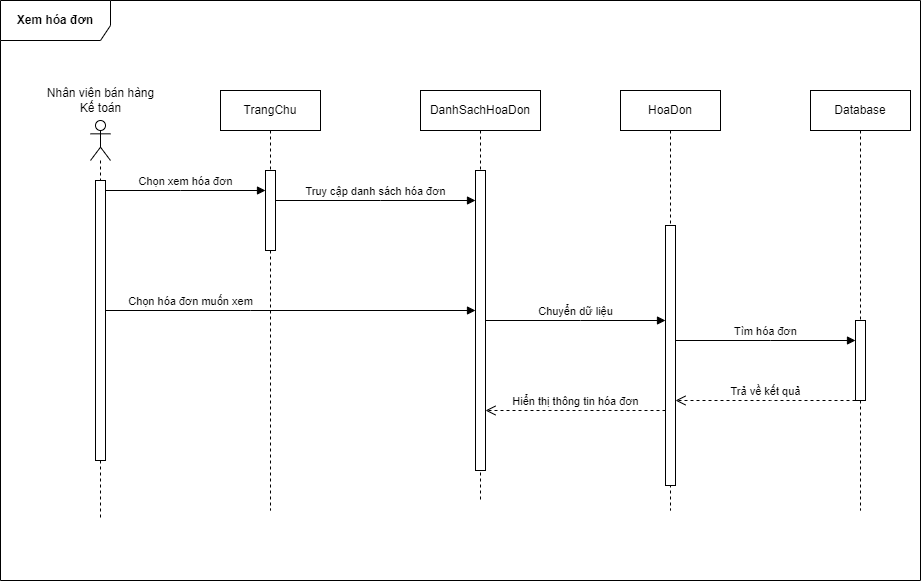 Xem hóa đơn
Nhân viên bán hảng
Kế toán
TrangChu
DanhSachHoaDon
HoaDon
Database
Chọn xem hóa đơn
Truy cập danh sách hóa đơn
Chọn hóa đơn muốn xem
Chuyển dữ liệu
Tìm hóa đơn
Trả về kết quả
Hiển thị thông tin hóa đơn